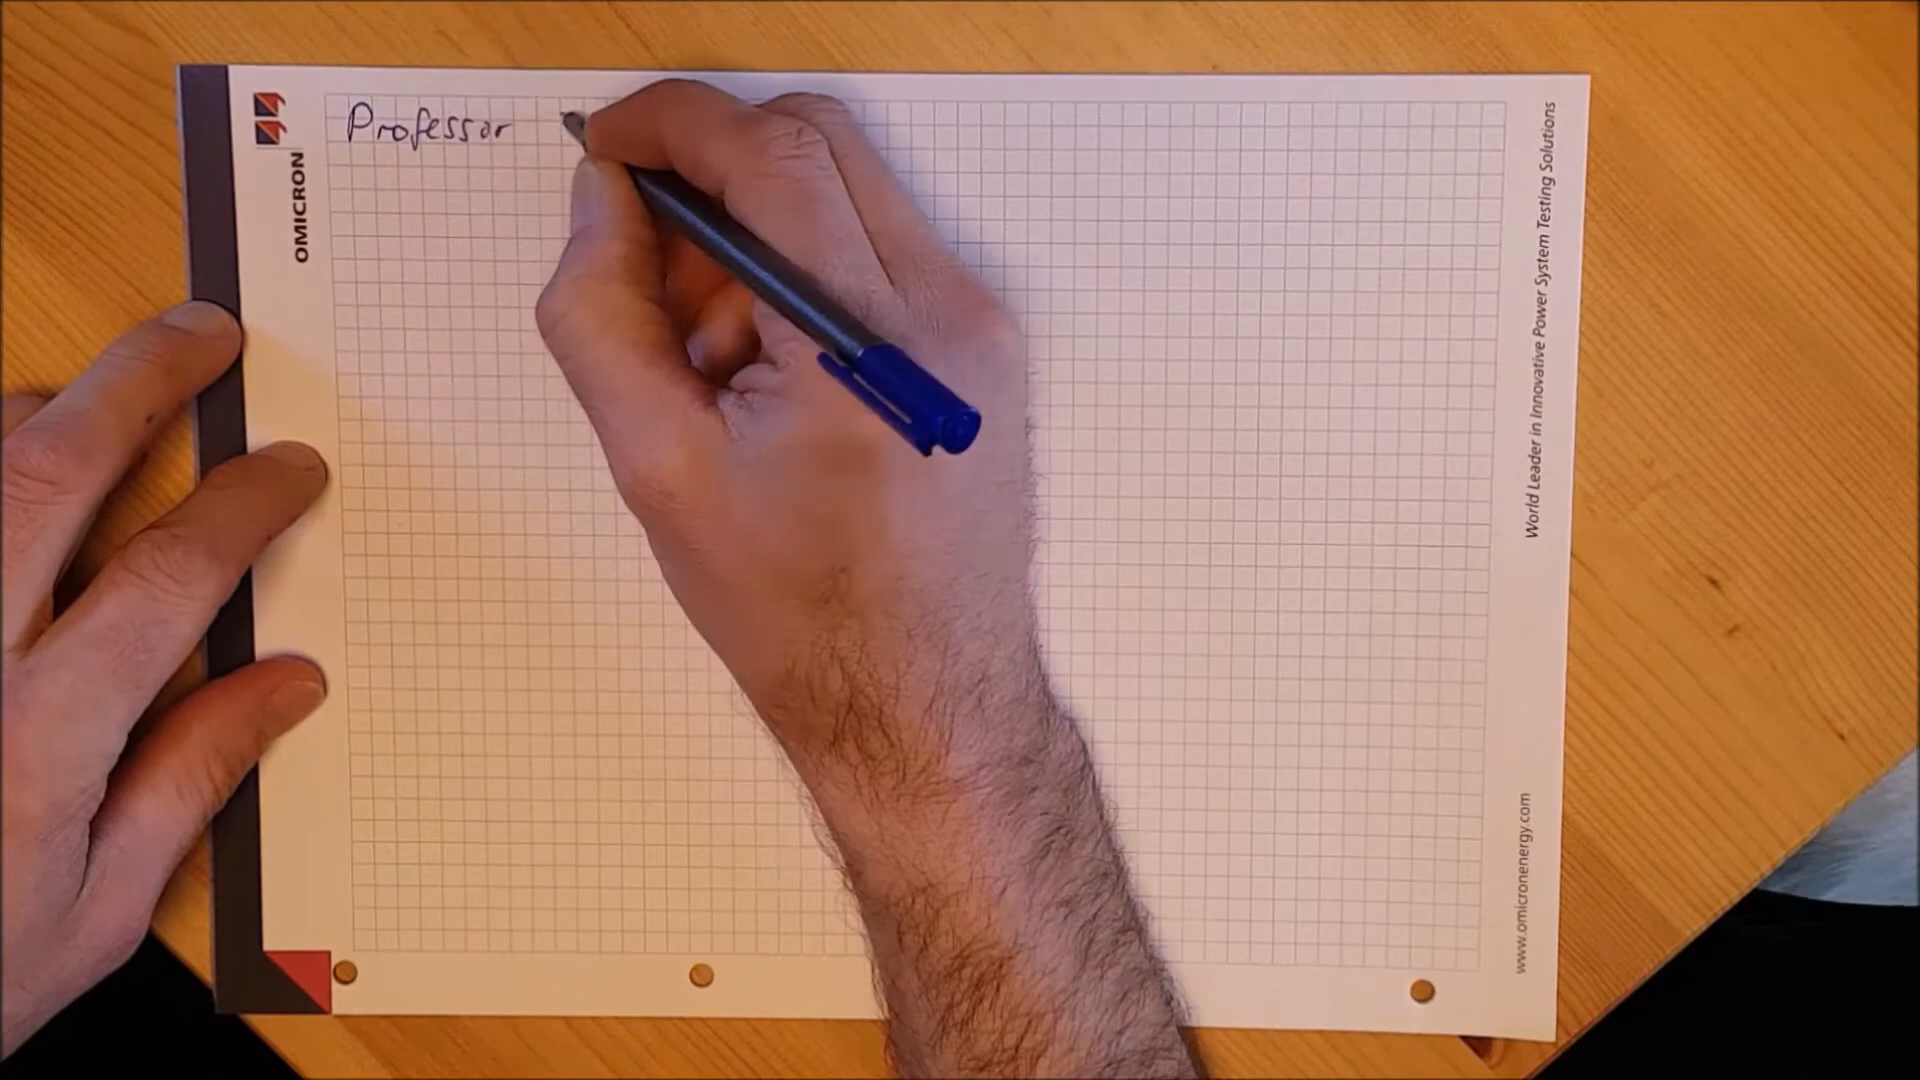 Professor
OMICRON
World Leader in Innovative Power System Testing Solutions
www.omicronenergy.com